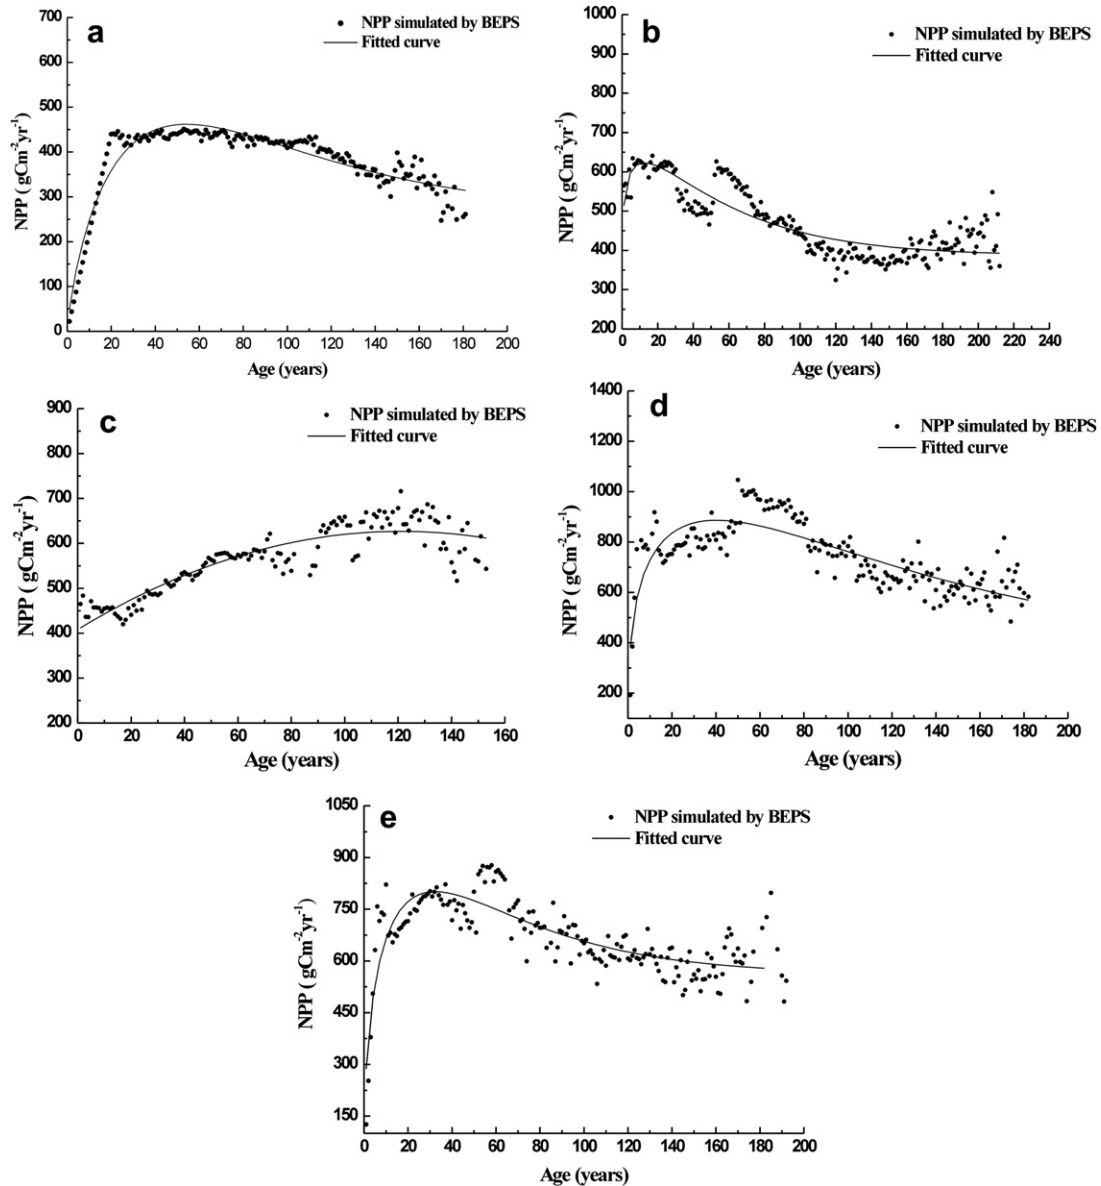 a
NPP simulated by BEPS
Fitted curve
700
600
500
400
300
200
100
0
NPP ( gCm-2yr-1)
0 20 40 60 80 100 120 140 160 180 200
Age (years)
b
NPP simulated by BEPS
Fitted curve
1000
900
800
700
600
500
400
300
200
NPP ( gCm-2yr-1)
0 20 40 60 80 100 120 140 160 180 200 220 240
Age (years)
c
NPP simulated by BEPS
Fitted curve
900
800
700
600
500
400
300
200
NPP ( gCm-2yr-1)
0 20 40 60 80 100 120 140 160
Age (years)
d
NPP simulated by BEPS
Fitted curve
1400
1200
1000
800
600
400
200
NPP ( gCm-2yr-1)
0 20 40 60 80 100 120 140 160 180 200
Age (years)
e
NPP simulated by BEPS
Fitted curve
1050
900
750
600
450
300
150
NPP ( gCm-2yr-1)
0 20 40 60 80 100 120 140 160 180 200
Age (years)